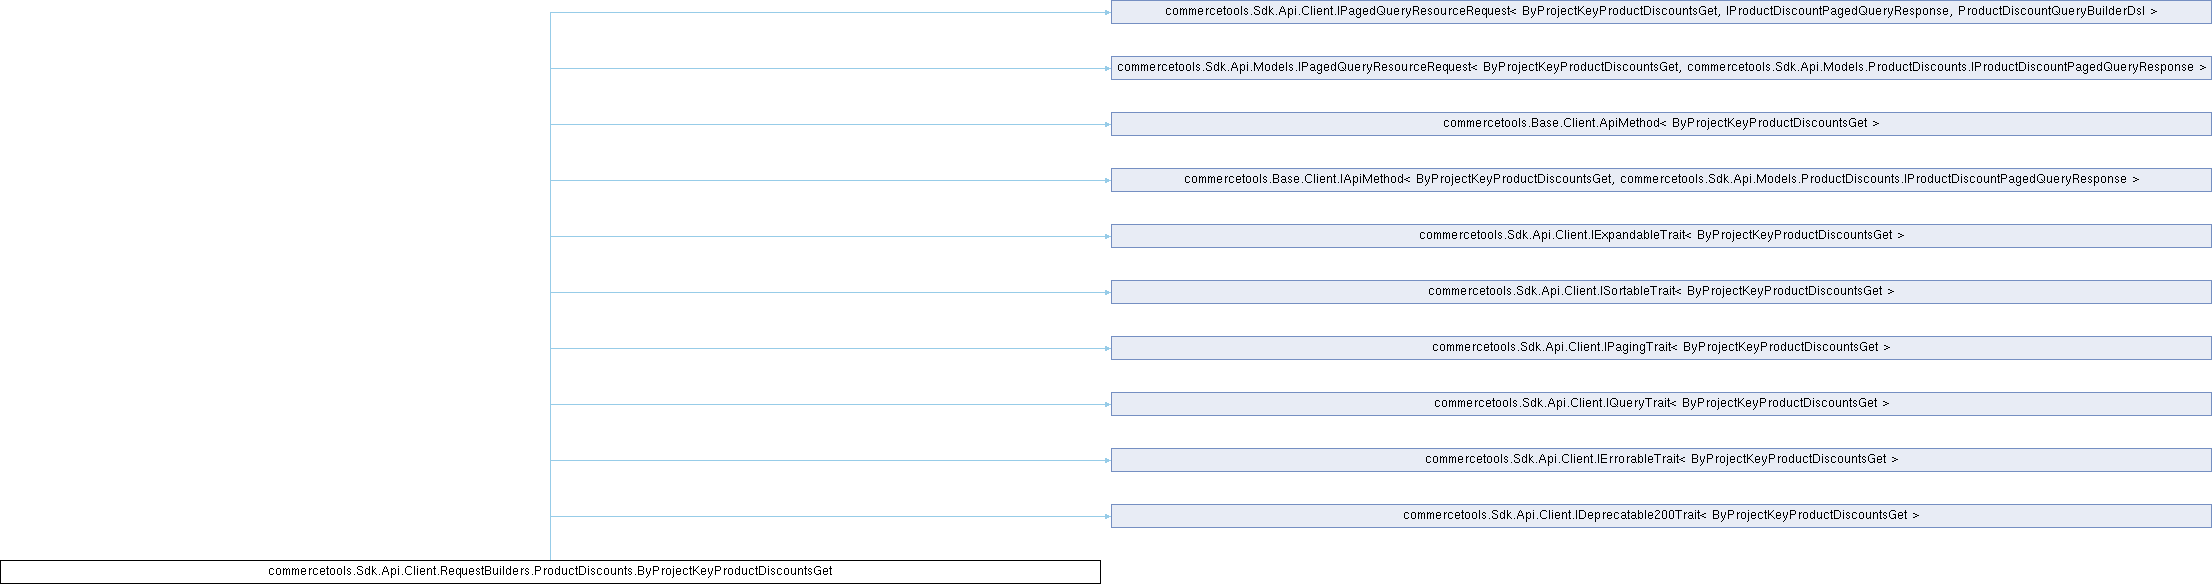 commercetools.Sdk.Api.Client.IPagedQueryResourceRequest< ByProjectKeyProductDiscountsGet, IProductDiscountPagedQueryResponse, ProductDiscountQueryBuilderDsl >
commercetools.Sdk.Api.Models.IPagedQueryResourceRequest< ByProjectKeyProductDiscountsGet, commercetools.Sdk.Api.Models.ProductDiscounts.IProductDiscountPagedQueryResponse >
commercetools.Base.Client.ApiMethod< ByProjectKeyProductDiscountsGet >
commercetools.Base.Client.IApiMethod< ByProjectKeyProductDiscountsGet, commercetools.Sdk.Api.Models.ProductDiscounts.IProductDiscountPagedQueryResponse >
commercetools.Sdk.Api.Client.IExpandableTrait< ByProjectKeyProductDiscountsGet >
commercetools.Sdk.Api.Client.ISortableTrait< ByProjectKeyProductDiscountsGet >
commercetools.Sdk.Api.Client.IPagingTrait< ByProjectKeyProductDiscountsGet >
commercetools.Sdk.Api.Client.IQueryTrait< ByProjectKeyProductDiscountsGet >
commercetools.Sdk.Api.Client.IErrorableTrait< ByProjectKeyProductDiscountsGet >
commercetools.Sdk.Api.Client.IDeprecatable200Trait< ByProjectKeyProductDiscountsGet >
commercetools.Sdk.Api.Client.RequestBuilders.ProductDiscounts.ByProjectKeyProductDiscountsGet